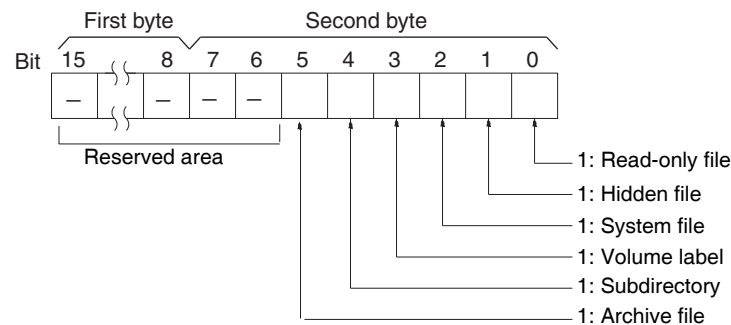 First byte Second byte
Bit 15 8 7 6 5 4 3 2 1 0
– – – –
Reserved area
1: Read-only file
1: Hidden file
1: System file
1: Volume label
1: Subdirectory
1: Archive file